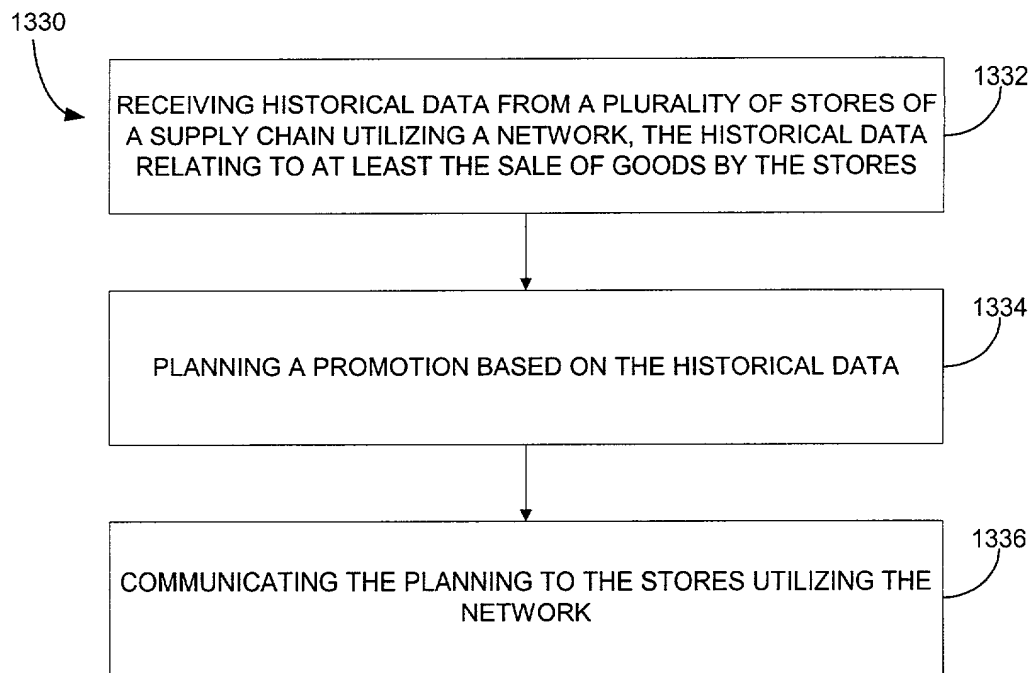 1330
1332
RECEIVING HISTORICAL DATA FROM A PLURALITY OF STORES OF
A SUPPLY CHAIN UTILIZING A NETWORK, THE HISTORICAL DATA
RELATING TO AT LEAST THE SALE OF GOODS BY THE STORES
1334
PLANNING A PROMOTION BASED ON THE HISTORICAL DATA
1336
COMMUNICATING THE PLANNING TO THE STORES UTILIZING THE
NETWORK